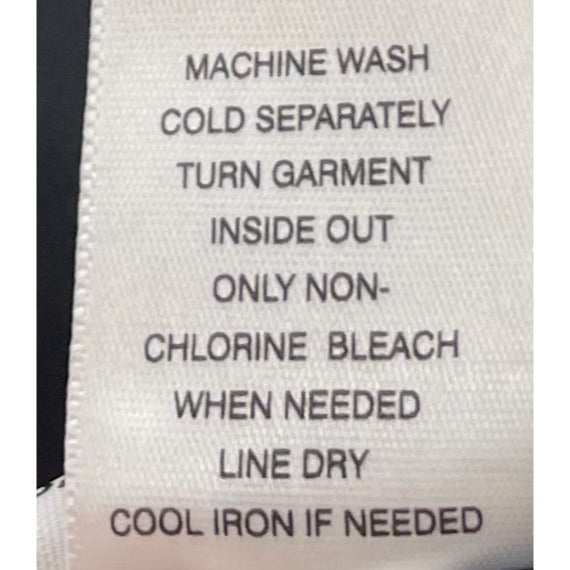 MACHINE WASH
COLD SEPARATELY
TURN GARMENT
INSIDE OUT
ONLY NON-
CHLORINE BLEACH
WHEN NEEDED
LINE DRY
COOL IRON IF NEEDED